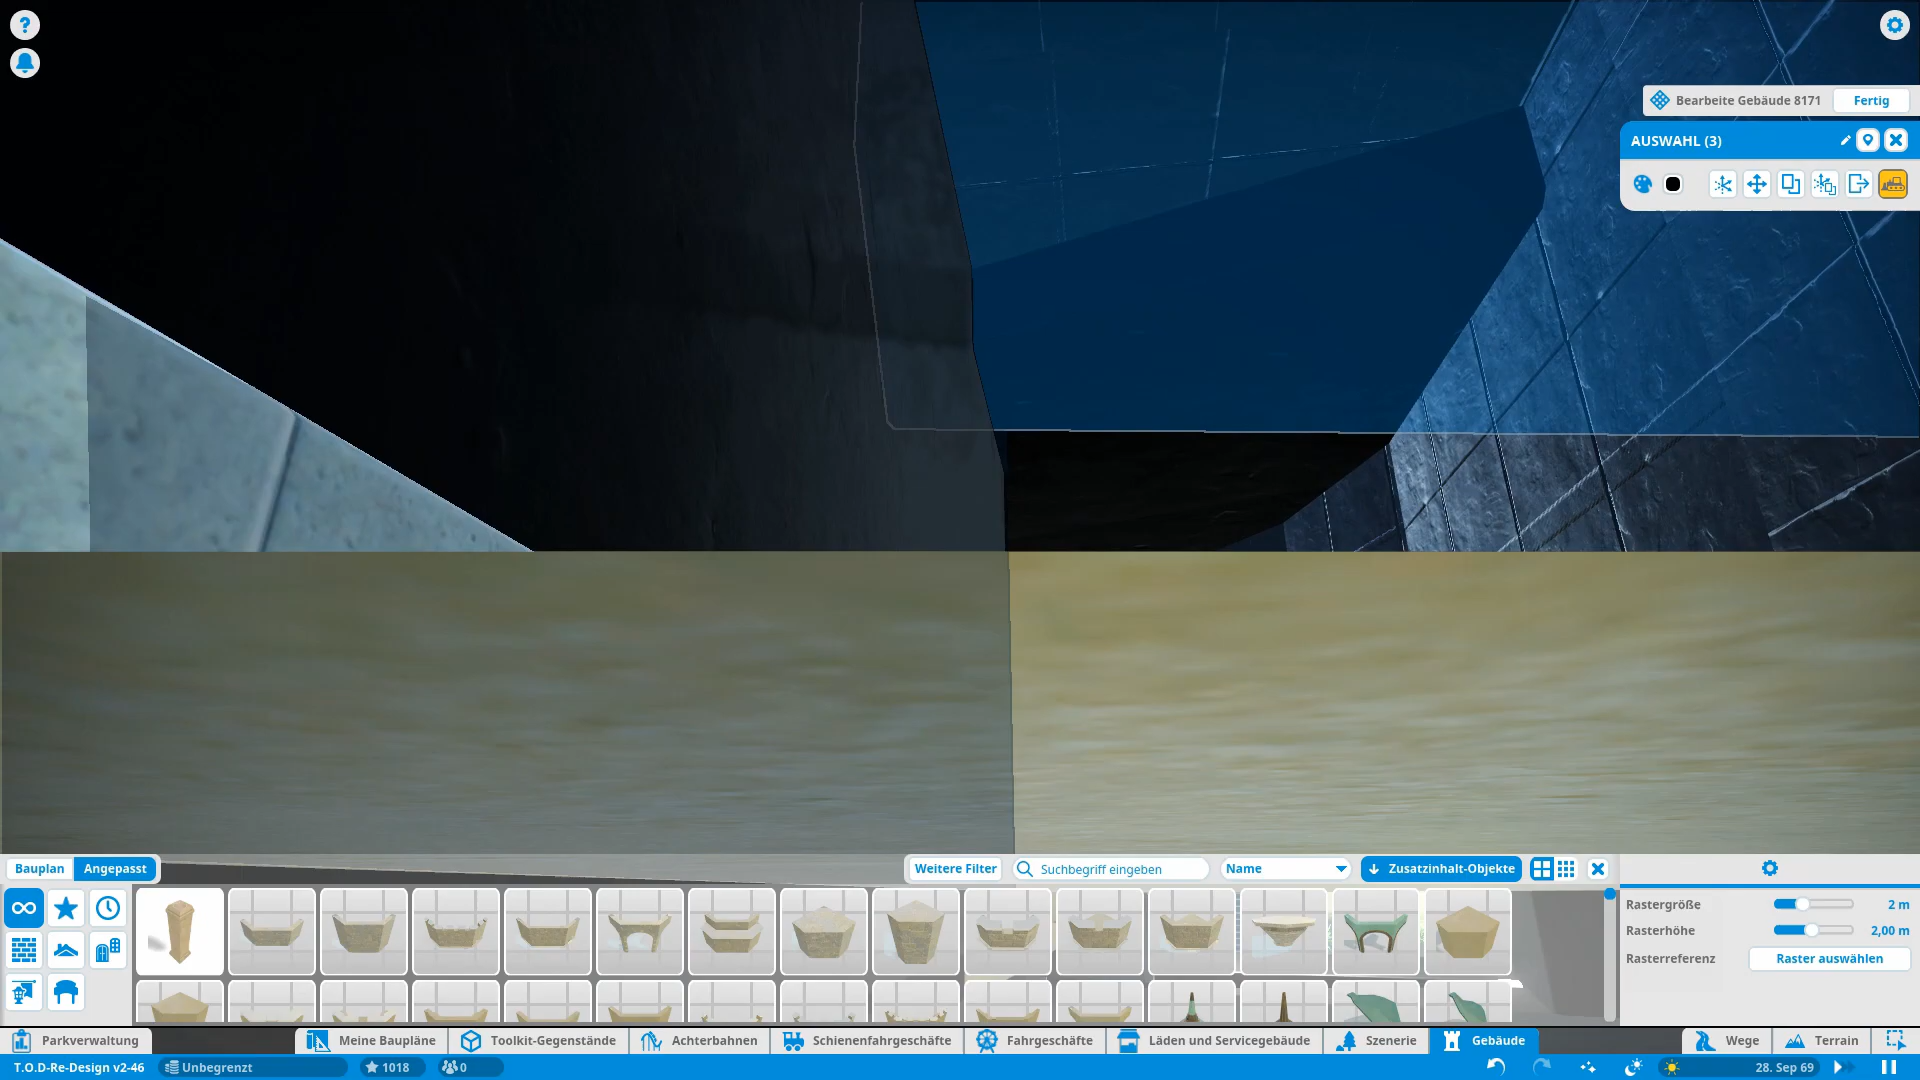 Bearbeite Gebäude 8171
Fertig
AUSWAHL (3)
Bauplan
Angepasst
Weitere Filter
Suchbegriff eingeben
Name
Zusatzinhalt-Objekte
Rastergröße
2 m
Rasterhöhe
2,00 m
Rasterreferenz
Raster auswählen
Parkverwaltung
Meine Baupläne
Toolkit-Gegenstände
Achterbahnen
Schienenfahrgeschäfte
Fahrgeschäfte
Läden und Servicegebäude
Szenerie
Gebäude
Wege
Terrain
T.O.D-Re-Design v2-46
Unbegrenzt
1018
0
28. Sep 69